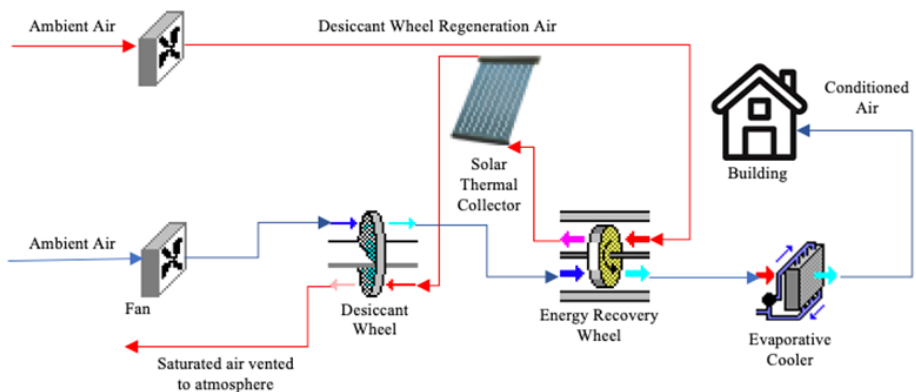 Ambient Air
Desiccant Wheel Regeneration Air
Conditioned
Air
Solar
Thermal
Collector
Building
Ambient Air
Fan
Desiccant
Wheel
Energy Recovery
Wheel
Evaporative
Cooler
Saturated air vented
to atmosphere